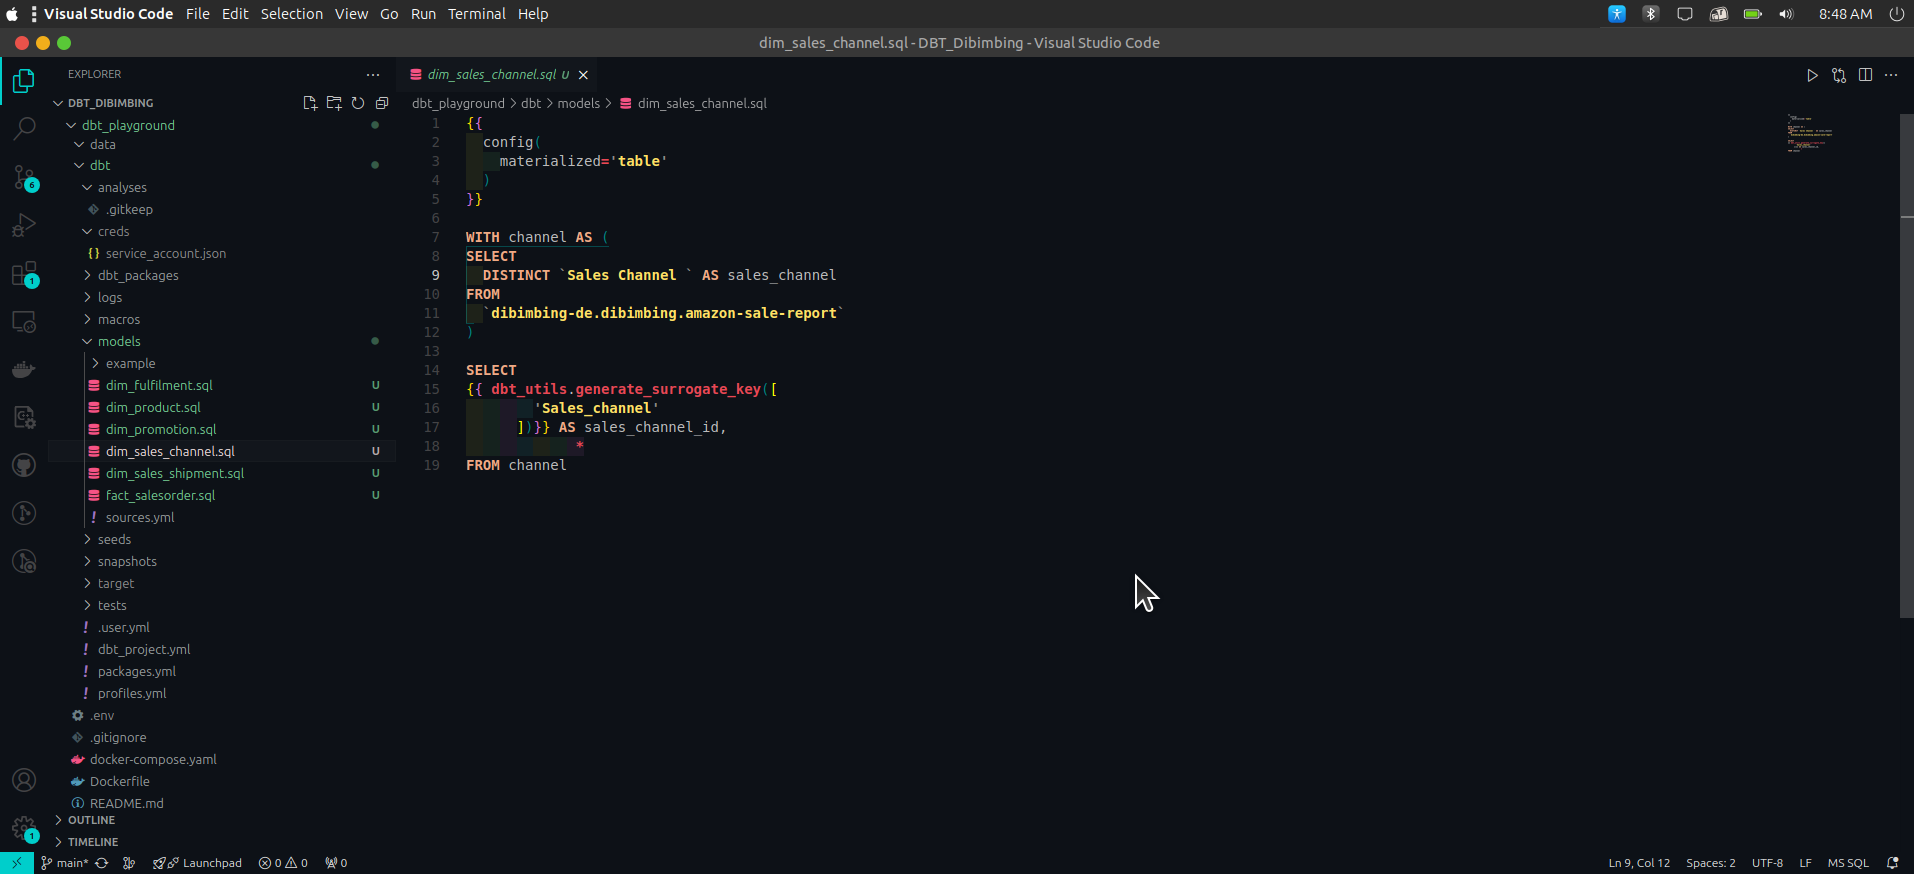 Visual Studio Code File Edit Selection View Go Run Terminal Help
8:48 AM
dim_sales_channel.sql - DBT_Dibimbing - Visual Studio Code
EXPLORER
DBT_DIBIMBING
dbt_playground
data
dbt
analyses
.gitkeep
creds
{} service_account.json
dbt_packages
logs
macros
models
example
dim_fulfilment.sql U
dim_product.sql U
dim_promotion.sql U
dim_sales_channel.sql U
dim_sales_shipment.sql U
fact_salesorder.sql U
! sources.yml
seeds
snapshots
target
tests
! .user.yml
! dbt_project.yml
! packages.yml
! profiles.yml
.env
.gitignore
docker-compose.yaml
Dockerfile
README.md
OUTLINE
TIMELINE
6
1
1
dim_sales_channel.sql U
dbt_playground > dbt > models > dim_sales_channel.sql
1 {{
2 config(
3 materialized='table'
4 )
5 }}
6
7 WITH channel AS (
8 SELECT
9 DISTINCT `Sales Channel ` AS sales_channel
10 FROM
11 `dibimbing-de.dibimbing.amazon-sale-report`
12 )
13
14 SELECT
15 {{ dbt_utils.generate_surrogate_key([
16 'Sales_channel'
17 ])}} AS sales_channel_id,
18 *
19 FROM channel
main* Launchpad 0 0 0
Ln 9, Col 12 Spaces: 2 UTF-8 LF MS SQL